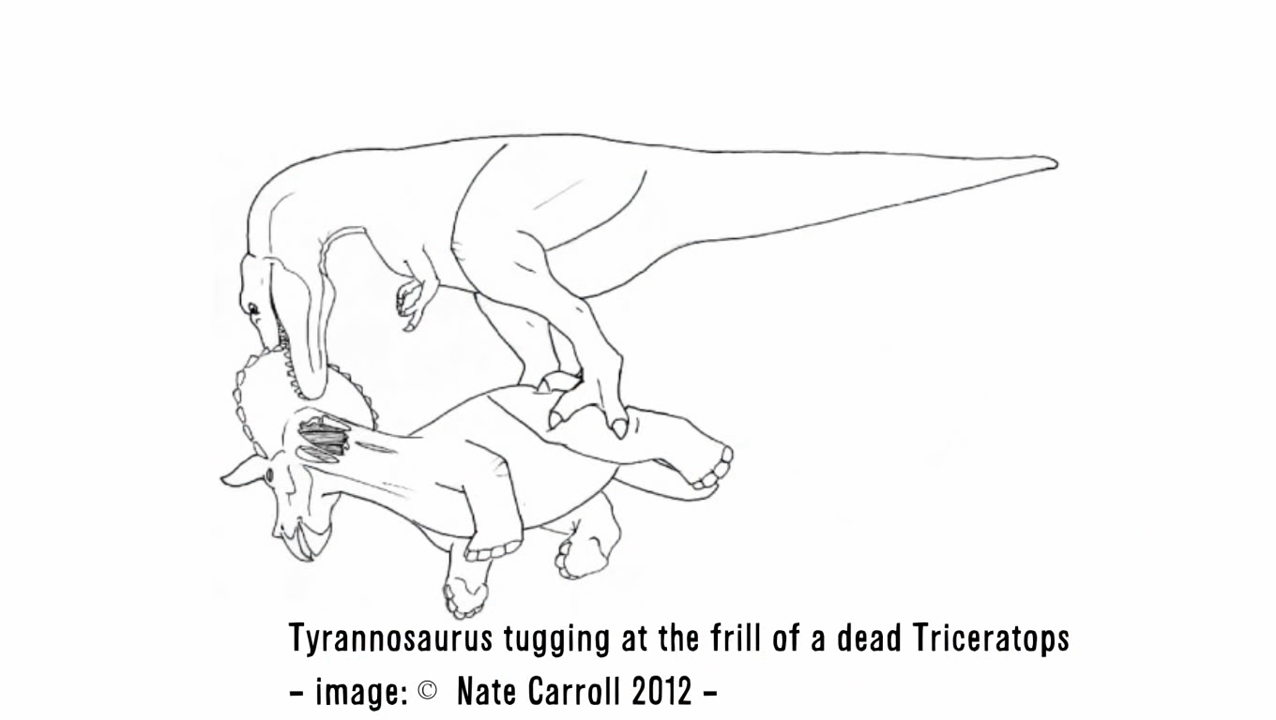 Tyrannosaurus tugging at the frill of a dead Triceratops
– image: © Nate Carroll 2012 –